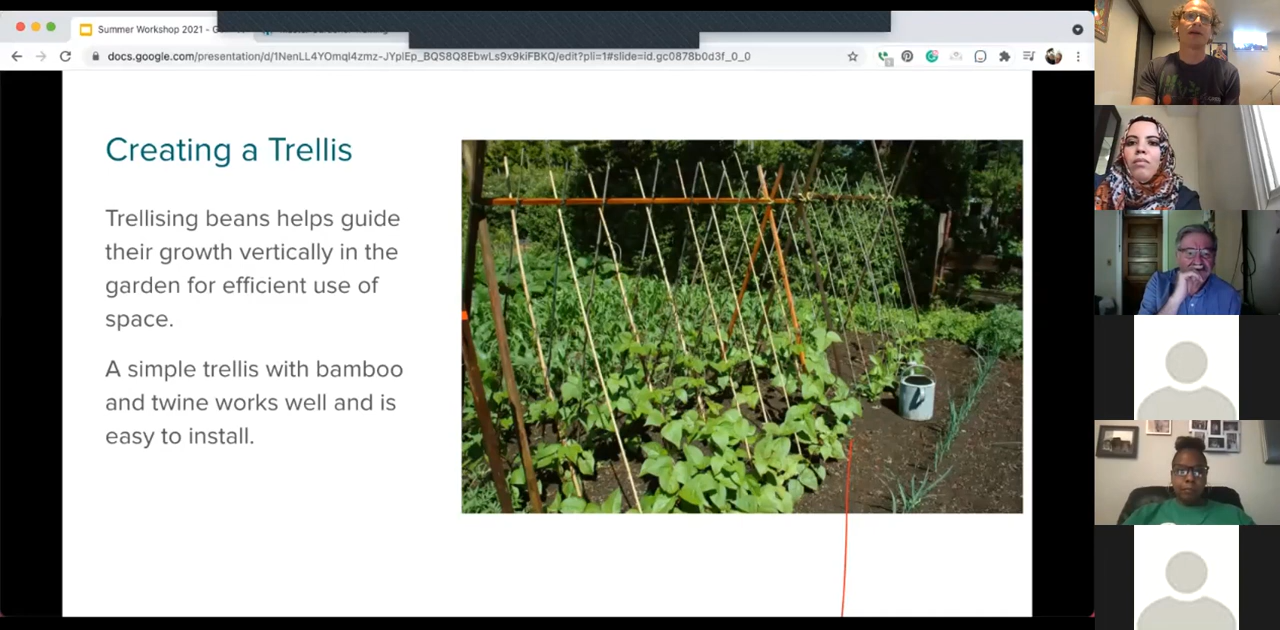 Summer Workshop 2021 - G
docs.google.com/presentation/d/1NenLL4YOmqI4zmz-JYpIEp_BQS8Q8EbwLs9x9kiFBKQ/edit?pli=1#slide=id.gc0878b0d3f_0_0
Creating a Trellis
Trellising beans helps guide
their growth vertically in the
garden for efficient use of
space.
A simple trellis with bamboo
and twine works well and is
easy to install.